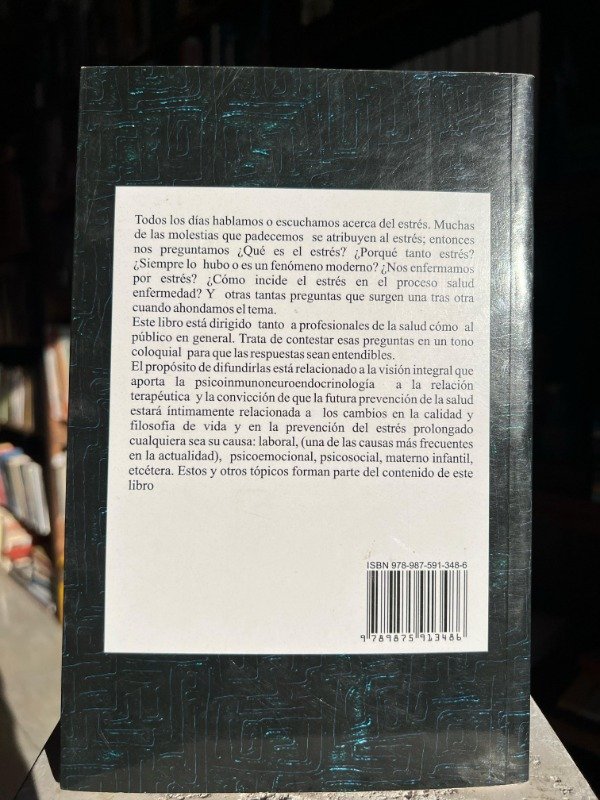 Todos los días hablamos o escuchamos acerca del estrés. Muchas
de las molestias que padecemos se atribuyen al estrés; entonces
nos preguntamos ¿Qué es el estrés? ¿Porqué tanto estrés?
¿Siempre lo hubo o es un fenómeno moderno? ¿Nos enfermamos
por estrés? ¿Cómo incide el estrés en el proceso salud
enfermedad? Y otras tantas preguntas que surgen una tras otra
cuando ahondamos el tema.
Este libro está dirigido tanto a profesionales de la salud cómo al
público en general. Trata de contestar esas preguntas en un tono
coloquial para que las respuestas sean entendibles.
El propósito de difundirlas está relacionado a la visión integral que
aporta la psicoinmunoneuroendocrinología a la relación
terapéutica y la convicción de que la futura prevención de la salud
estará íntimamente relacionada a los cambios en la calidad y
filosofía de vida y en la prevención del estrés prolongado
cualquiera sea su causa: laboral, (una de las causas más frecuentes
en la actualidad), psicoemocional, psicosocial, materno infantil,
etcétera. Estos y otros tópicos forman parte del contenido de este
libro
ISBN 978-987-591-348-6
9 789875 913486